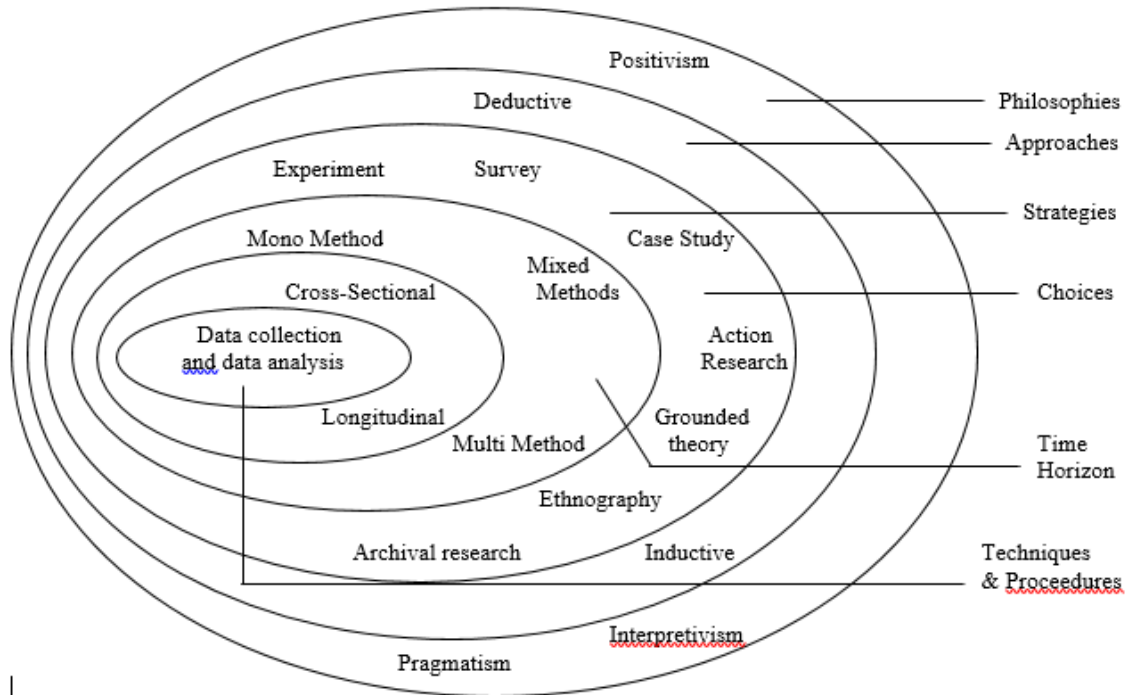 Positivism
Philosophies
Deductive
Approaches
Experiment
Survey
Strategies
Mono Method
Case Study
Mixed
Methods
Cross-Sectional
Choices
Data collection
and data analysis
Action
Research
Longitudinal
Multi Method
Grounded
theory
Time
Horizon
Ethnography
Archival research
Inductive
Techniques
& Proceedures
Interpretivism
Pragmatism